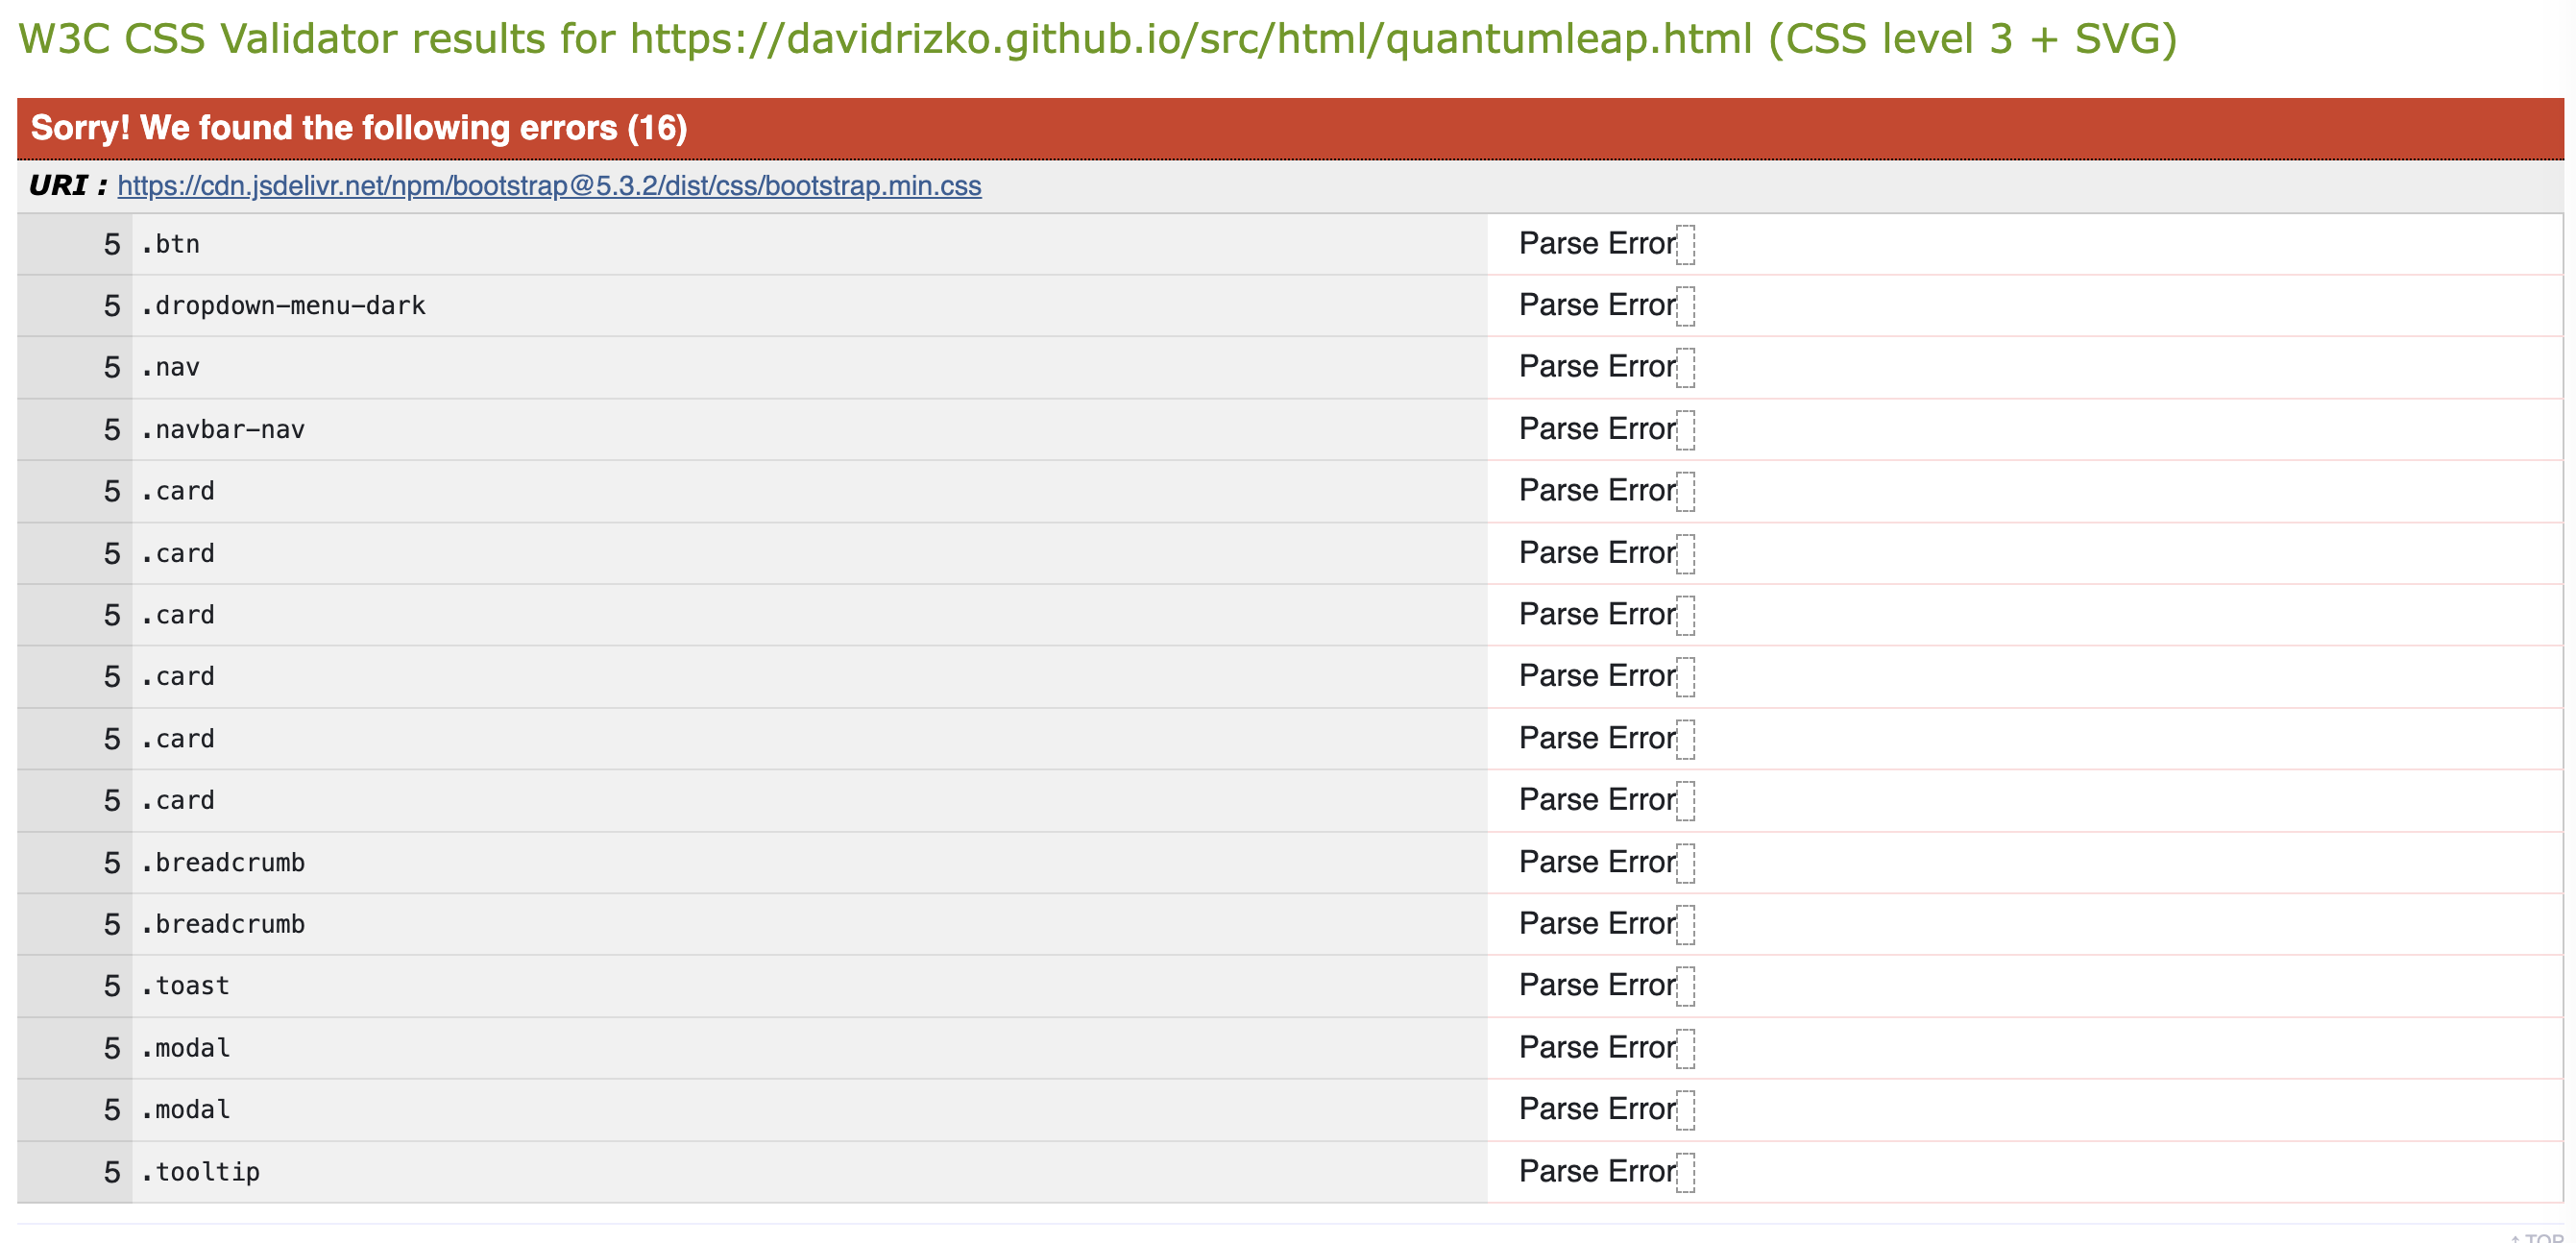 W3C CSS Validator results for https://davidrizko.github.io/src/html/quantumleap.html (CSS level 3 + SVG)
Sorry! We found the following errors (16)
URI : https://cdn.jsdelivr.net/npm/bootstrap@5.3.2/dist/css/bootstrap.min.css
5 .btn Parse Error
5 .dropdown-menu-dark Parse Error
5 .nav Parse Error
5 .navbar-nav Parse Error
5 .card Parse Error
5 .card Parse Error
5 .card Parse Error
5 .card Parse Error
5 .card Parse Error
5 .card Parse Error
5 .breadcrumb Parse Error
5 .breadcrumb Parse Error
5 .toast Parse Error
5 .modal Parse Error
5 .modal Parse Error
5 .tooltip Parse Error
↑ TOP